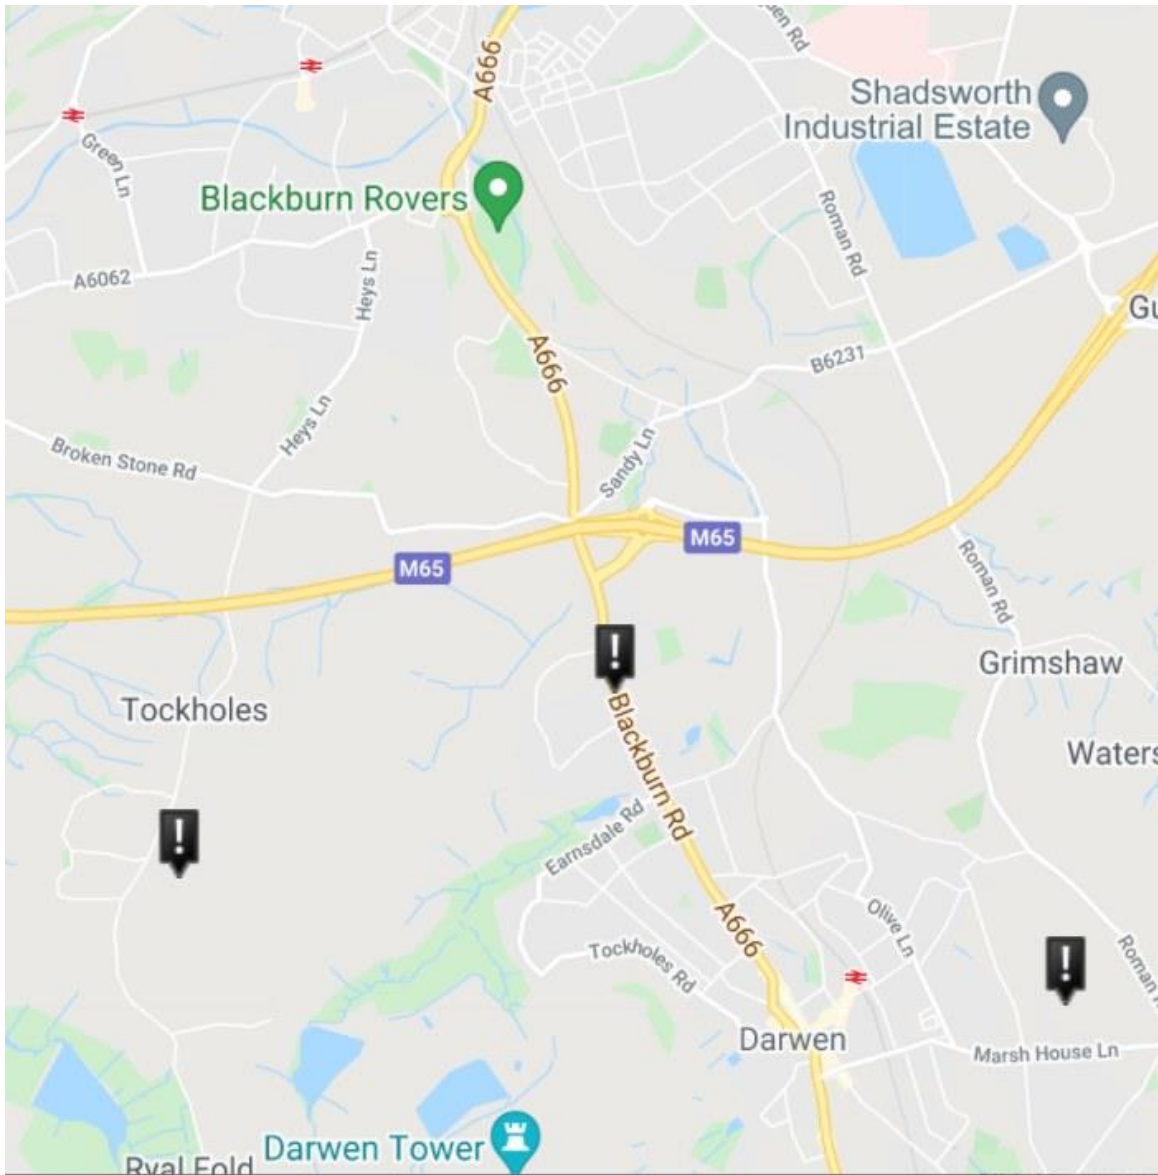 A666
den Rd
Shadsworth
Industrial Estate
Green Ln
Blackburn Rovers
Roman Rd
A6062
Heys Ln
Gu
A666
B6231
Heys Ln
Broken Stone Rd
Sandy Ln
M65
M65
Roman Rd
Grimshaw
Tockholes
Blackburn Rd
Waters
Earnsdale Rd
A666
Olive Ln
Tockholes Rd
Roman R
Darwen
Marsh House Ln
Darwen Tower
Ryal Fold